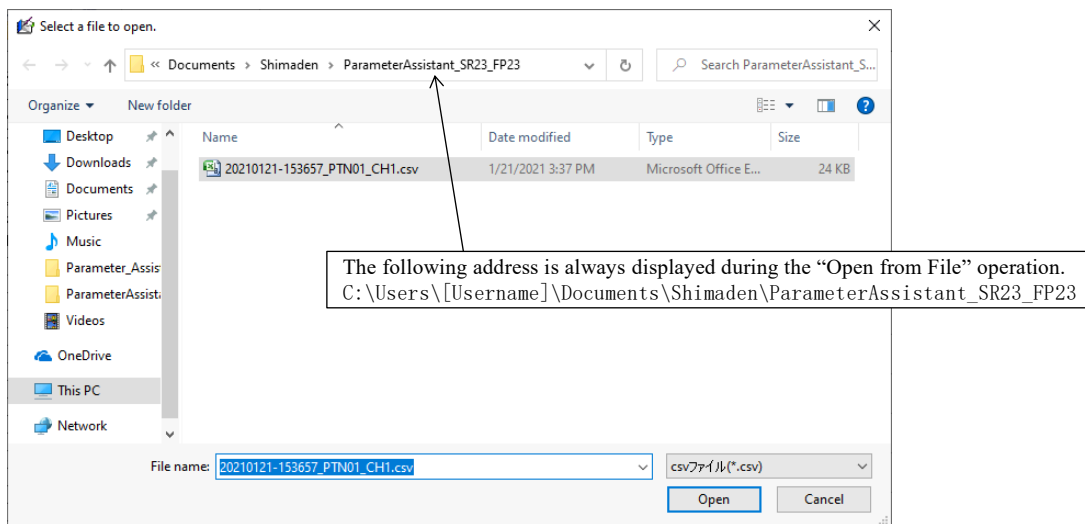 Select a file to open.
« Documents › Shimaden › ParameterAssistant_SR23_FP23
Search ParameterAssistant_S...
Organize
New folder
Name
Date modified
Type
Size
Desktop
Downloads
Documents
Pictures
Music
Parameter_Assis
ParameterAssist
Videos
OneDrive
This PC
Network
20210121-153657_PTN01_CH1.csv
1/21/2021 3:37 PM
Microsoft Office E...
24 KB
The following address is always displayed during the “Open from File” operation.
C:\Users\[Username]\Documents\Shimaden\ParameterAssistant_SR23_FP23
File name:
20210121-153657_PTN01_CH1.csv
csvファイル(*.csv)
Open
Cancel